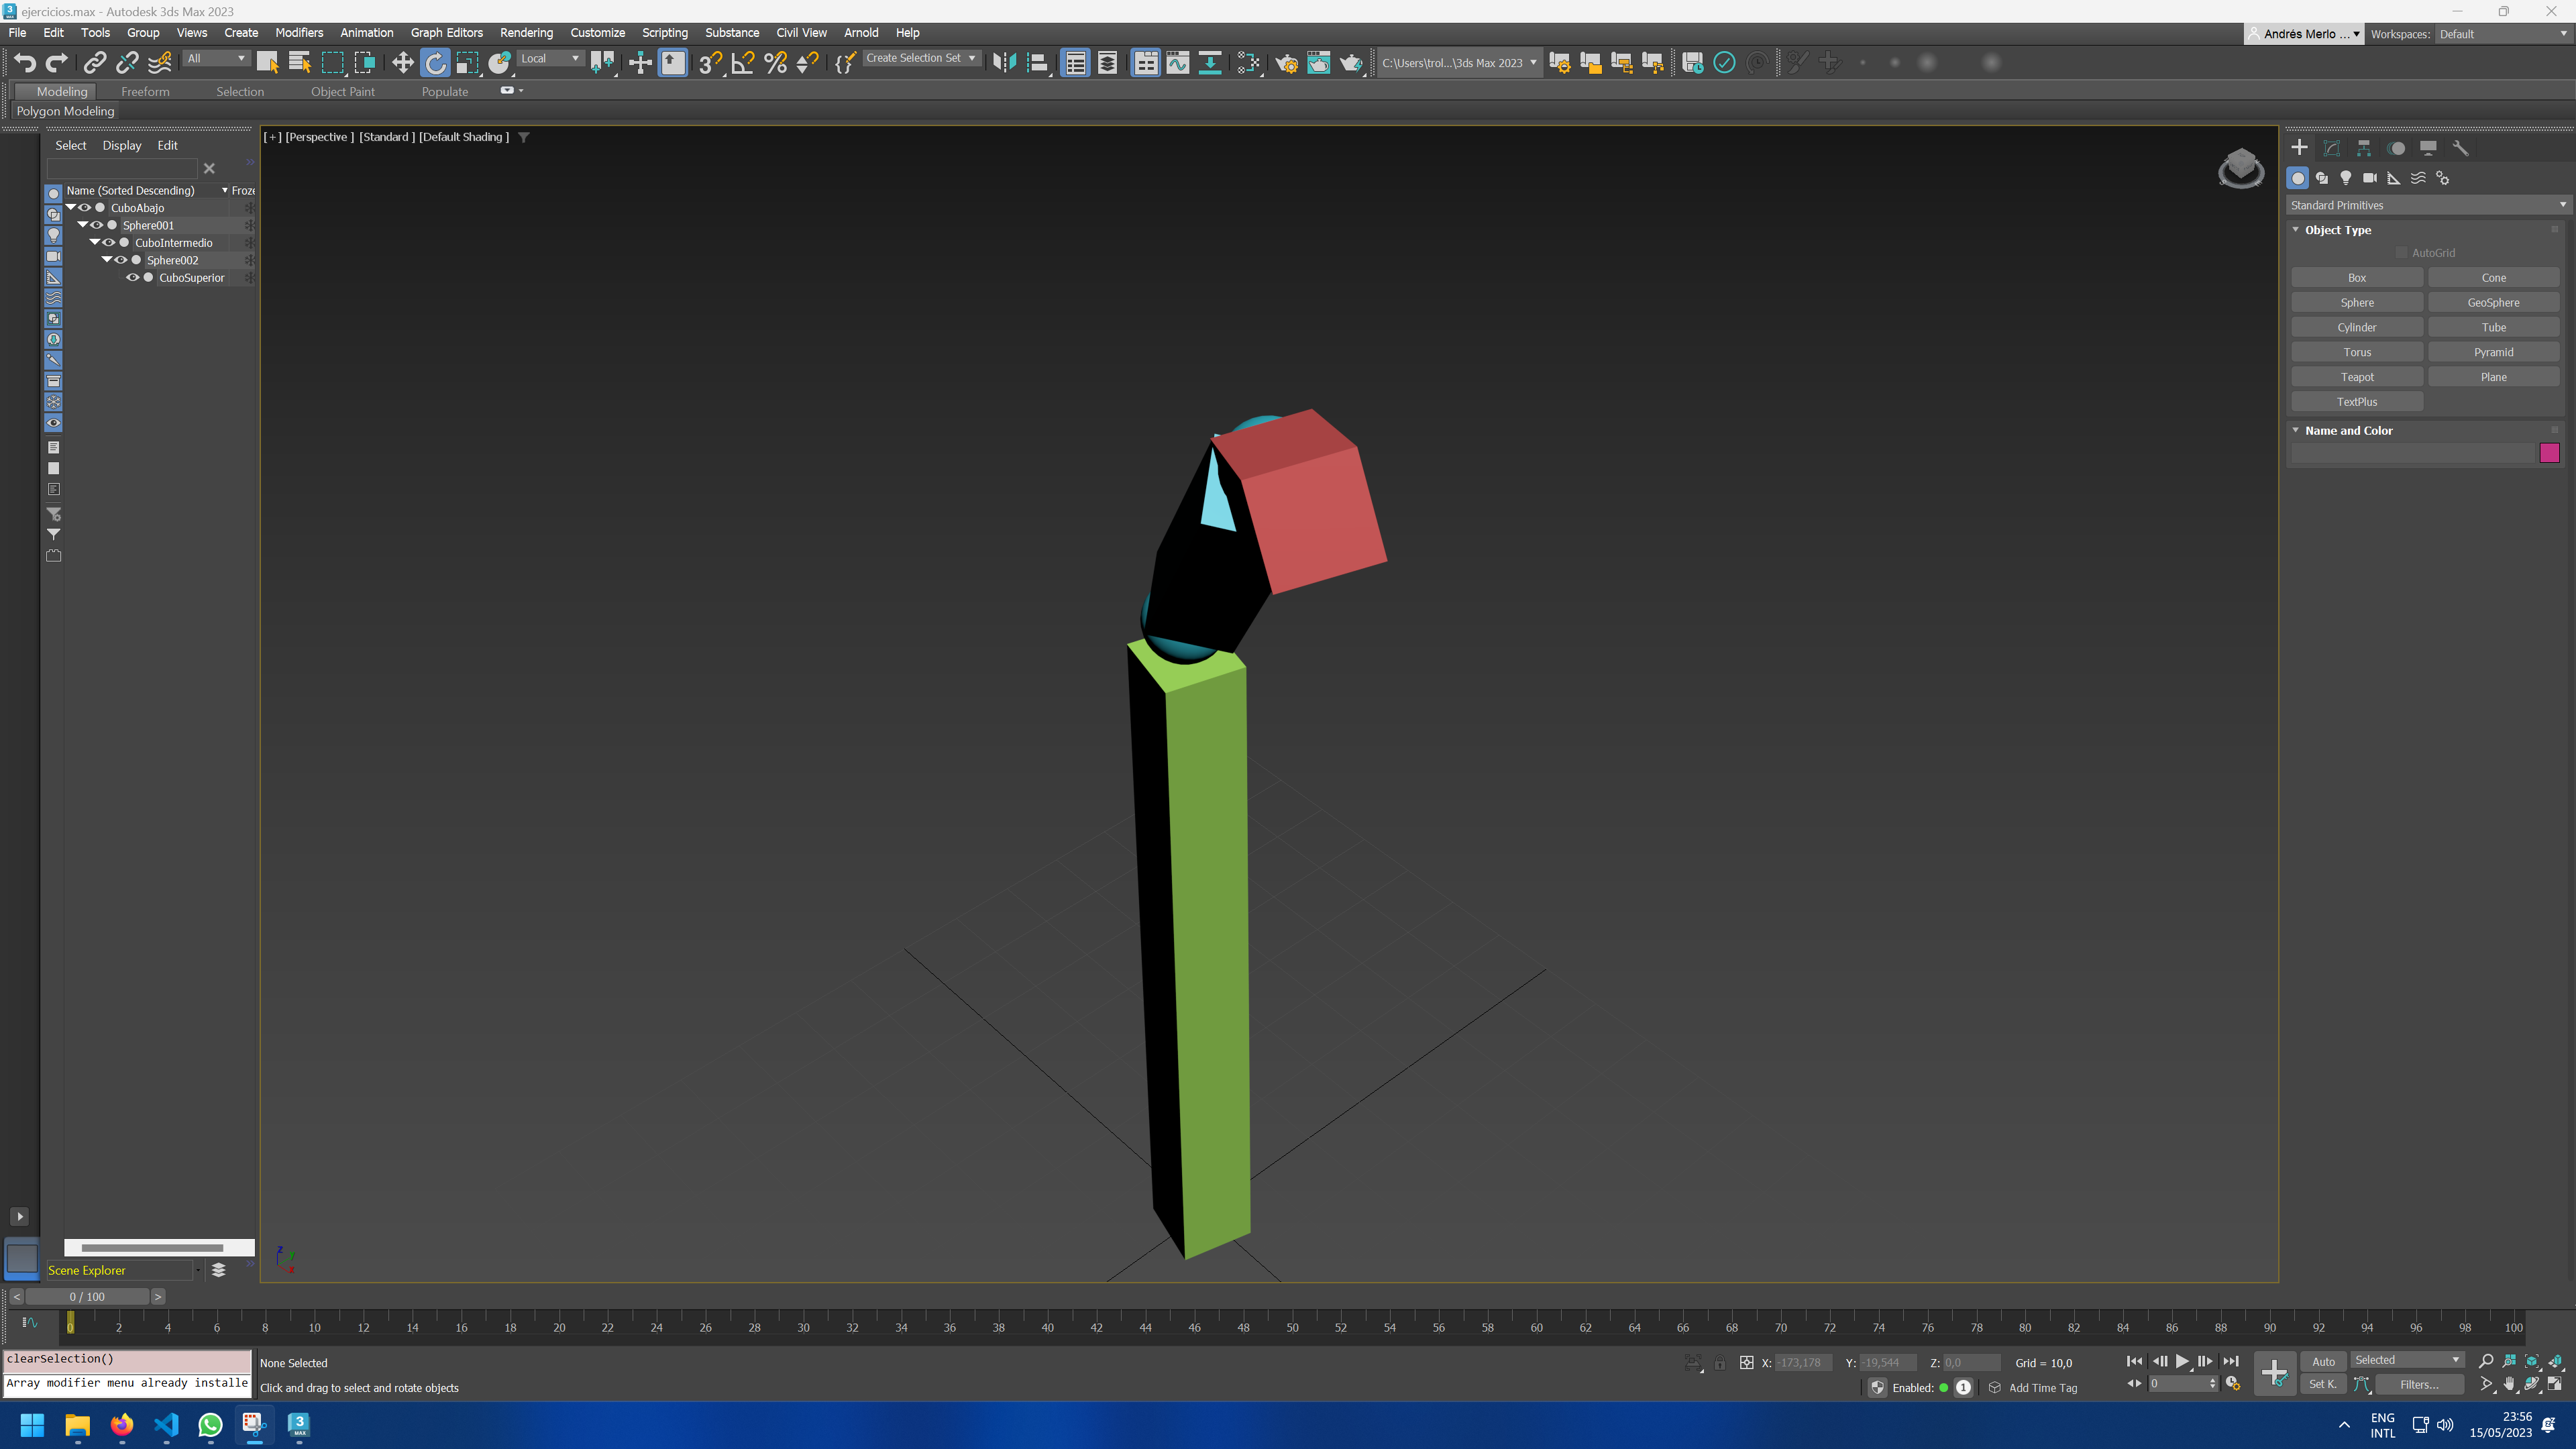 ejercicios.max - Autodesk 3ds Max 2023
File Edit Tools Group Views Create Modifiers Animation Graph Editors Rendering Customize Scripting Substance Civil View Arnold Help
Andrés Merlo ... Workspaces: Default
All Local Create Selection Set C:\Users\trol...\3ds Max 2023
Modeling Freeform Selection Object Paint Populate
Polygon Modeling
Select Display Edit
Name (Sorted Descending) Froze
CuboAbajo
Sphere001
CuboIntermedio
Sphere002
CuboSuperior
Scene Explorer
[+] [Perspective ] [Standard ] [Default Shading ]
Standard Primitives
Object Type
AutoGrid
Box Cone
Sphere GeoSphere
Cylinder Tube
Torus Pyramid
Teapot Plane
TextPlus
Name and Color
z y x
< 0 / 100 >
0 2 4 6 8 10 12 14 16 18 20 22 24 26 28 30 32 34 36 38 40 42 44 46 48 50 52 54 56 58 60 62 64 66 68 70 72 74 76 78 80 82 84 86 88 90 92 94 96 98 100
clearSelection()
Array modifier menu already installe
None Selected
Click and drag to select and rotate objects
X: -173,178 Y: -19,544 Z: 0,0 Grid = 10,0
Enabled: 1 Add Time Tag
0
Auto Selected
Set K. Filters...
ENG
INTL
23:56
15/05/2023